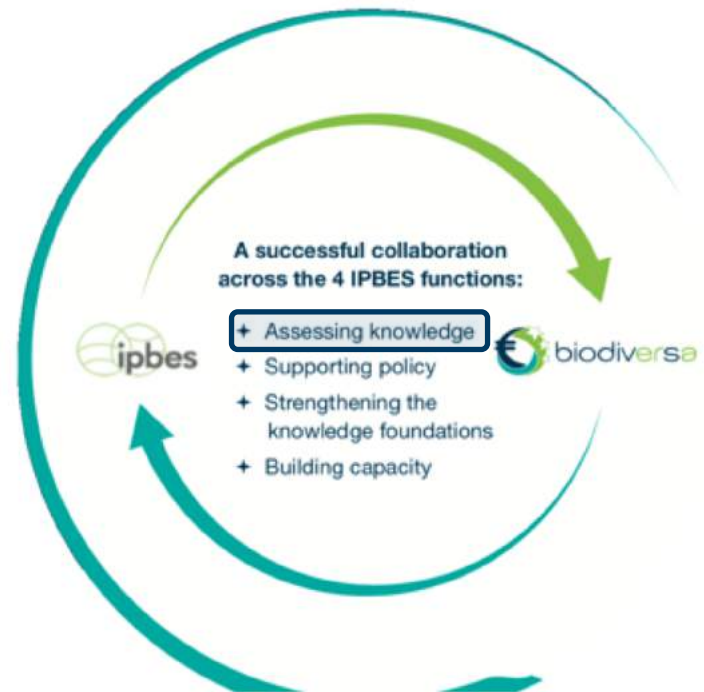 A successful collaboration
across the 4 IPBES functions:
+ Assessing knowledge
ipbes
€ biodiversa
+ Supporting policy
+ Strengthening the
knowledge foundations
+ Building capacity